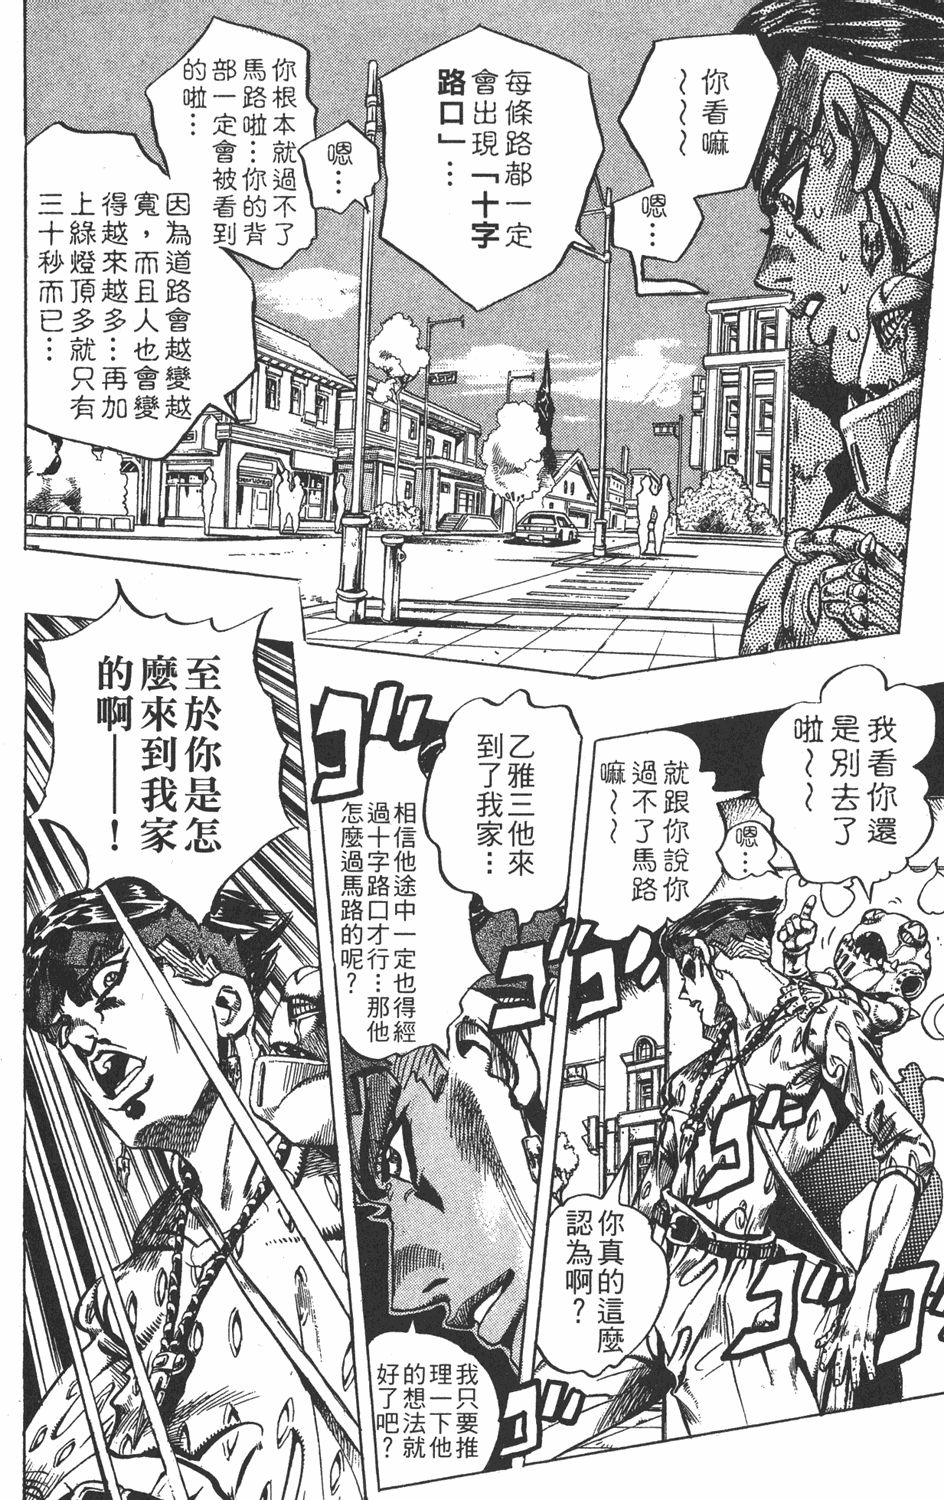 你看嘛
～～～
嗯…
每條路都一定
會出現「十字
路口」…
嗯…
你根本就過不了
馬路啦…你的背
部一定會被看到
的啦…
因為道路會越變越
寬，而且人也會變
得越來越多…再加
上綠燈頂多就只有
三十秒而已…
我看你還
是別去了
啦～～
嗯…
就跟你說你
過不了馬路
嘛～～
你真的這麼
認為啊？
ゴゴゴ
ゴゴゴ
乙雅三他來
到了我家…
相信他途中一定也得經
過十字路口才行…那他
怎麼過馬路的呢？
我只要推
理一下他
的想法就
好了吧？
至於你是怎
麼來到我家
的啊——！